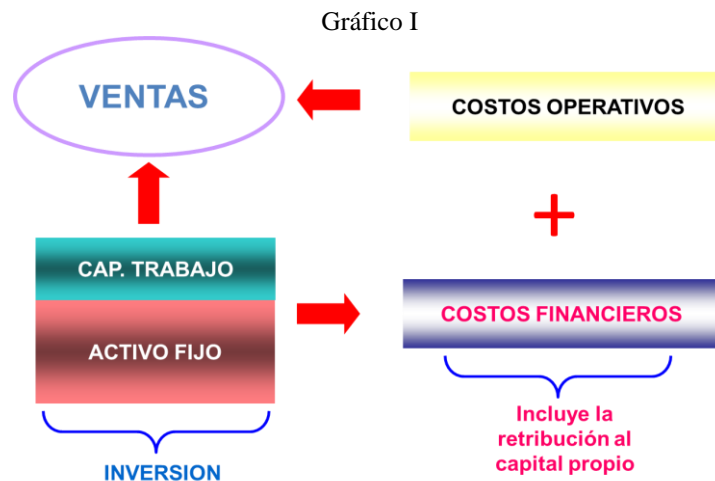 Gráfico I
VENTAS
COSTOS OPERATIVOS
+
CAP. TRABAJO
ACTIVO FIJO
COSTOS FINANCIEROS
INVERSION
Incluye la
retribución al
capital propio